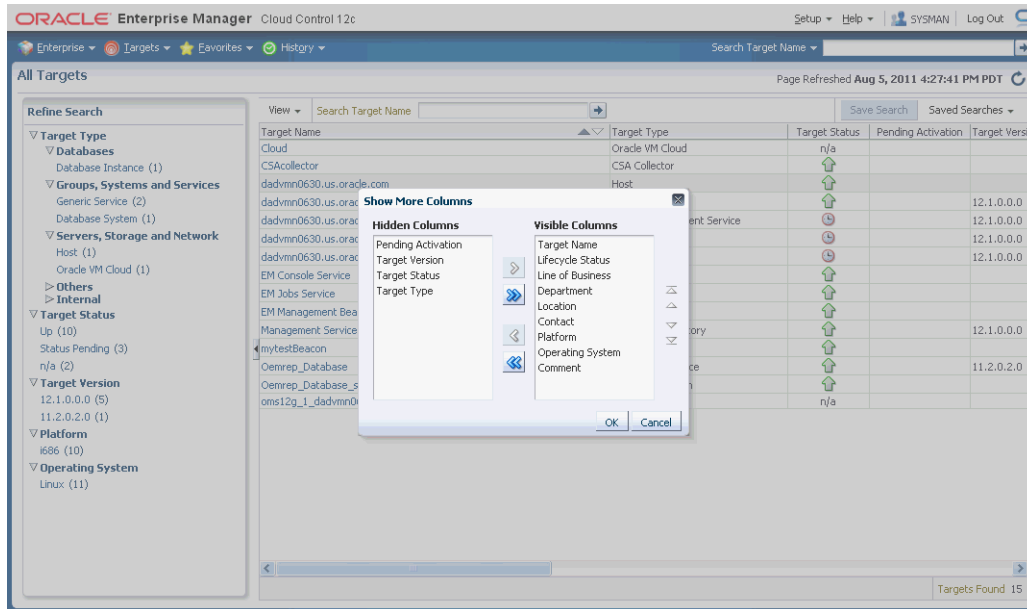 ORACLE Enterprise Manager Cloud Control 12c
Setup Help SYSMAN Log Out
Enterprise Targets Favorites History Search Target Name
All Targets
Page Refreshed Aug 5, 2011 4:27:41 PM PDT
Refine Search
Target Type
Databases
Database Instance (1)
Groups, Systems and Services
Generic Service (2)
Database System (1)
Servers, Storage and Network
Host (1)
Oracle VM Cloud (1)
Others
Internal
Target Status
Up (10)
Status Pending (3)
n/a (2)
Target Version
12.1.0.0.0 (5)
11.2.0.2.0 (1)
Platform
i686 (10)
Operating System
Linux (11)
View Search Target Name Save Search Saved Searches
Target Name Target Type Target Status Pending Activation Target Versi
Cloud Oracle VM Cloud n/a
CSAcollector CSA Collector
dadvmn0630.us.oracle.com Host
dadvmn0630.us.orac 12.1.0.0.0
dadvmn0630.us.orac ent Service 12.1.0.0.0
dadvmn0630.us.orac 12.1.0.0.0
dadvmn0630.us.orac 12.1.0.0.0
EM Console Service
EM Jobs Service
EM Management Bea
Management Service tory 12.1.0.0.0
mytestBeacon
Oemrep_Database ce 11.2.0.2.0
Oemrep_Database_s n
oms12g_1_dadvmn0 n/a
Show More Columns
Hidden Columns
Pending Activation
Target Version
Target Status
Target Type
Visible Columns
Target Name
Lifecycle Status
Line of Business
Department
Location
Contact
Platform
Operating System
Comment
OK Cancel
Targets Found 15